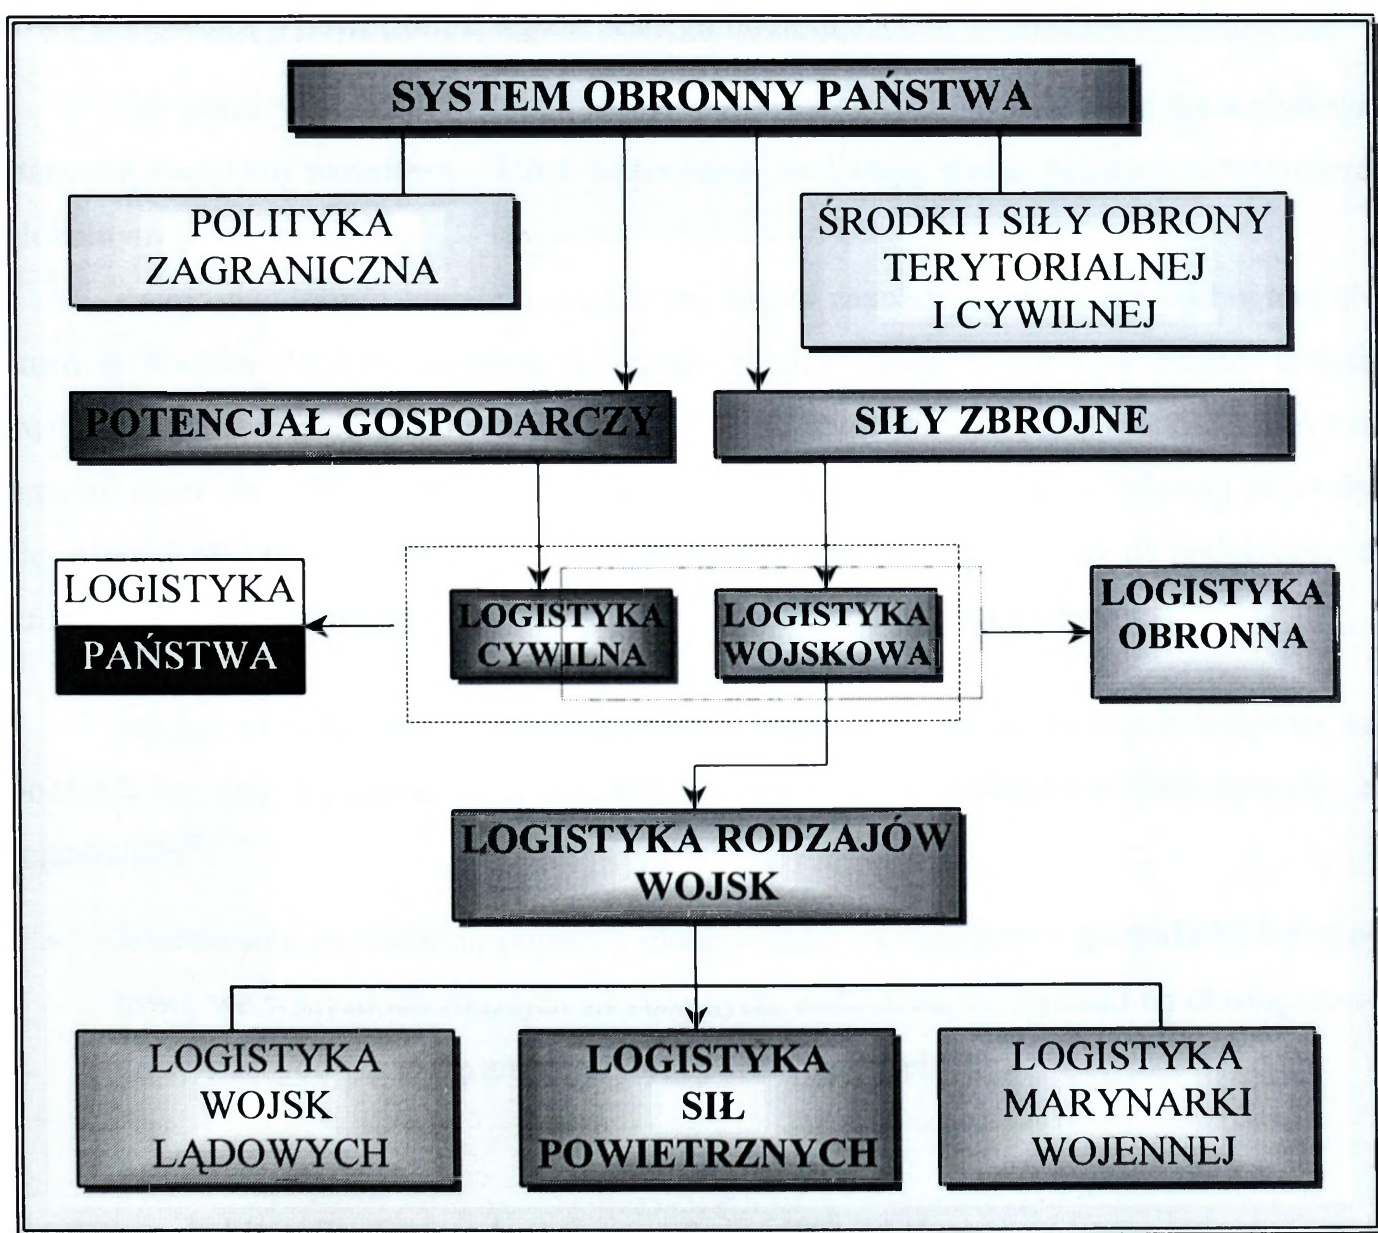 SYSTEM OBRONNY PAŃSTWA
POLITYKA
ZAGRANICZNA
ŚRODKI I SIŁY OBRONY
TERYTORIALNEJ
I CYWILNEJ
POTENCJAŁ GOSPODARCZY
SIŁY ZBROJNE
LOGISTYKA
PAŃSTWA
LOGISTYKA
CYWILNA
LOGISTYKA
WOJSKOWA
LOGISTYKA
OBRONNA
LOGISTYKA RODZAJÓW
WOJSK
LOGISTYKA
WOJSK
LĄDOWYCH
LOGISTYKA
SIŁ
POWIETRZNYCH
LOGISTYKA
MARYNARKI
WOJENNEJ